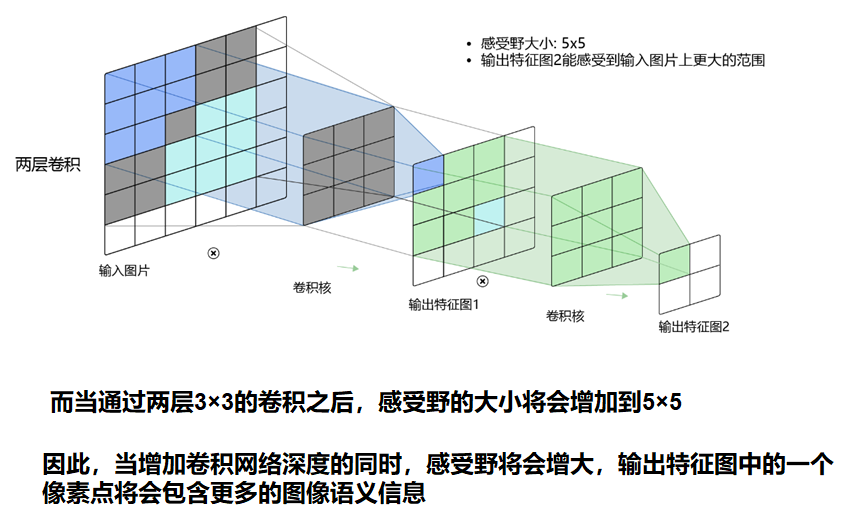 感受野大小: 5x5
输出特征图2能感受到输入图片上更大的范围
两层卷积
输入图片
卷积核
输出特征图1
卷积核
输出特征图2
而当通过两层3×3的卷积之后，感受野的大小将会增加到5×5
因此，当增加卷积网络深度的同时，感受野将会增大，输出特征图中的一个
像素点将会包含更多的图像语义信息